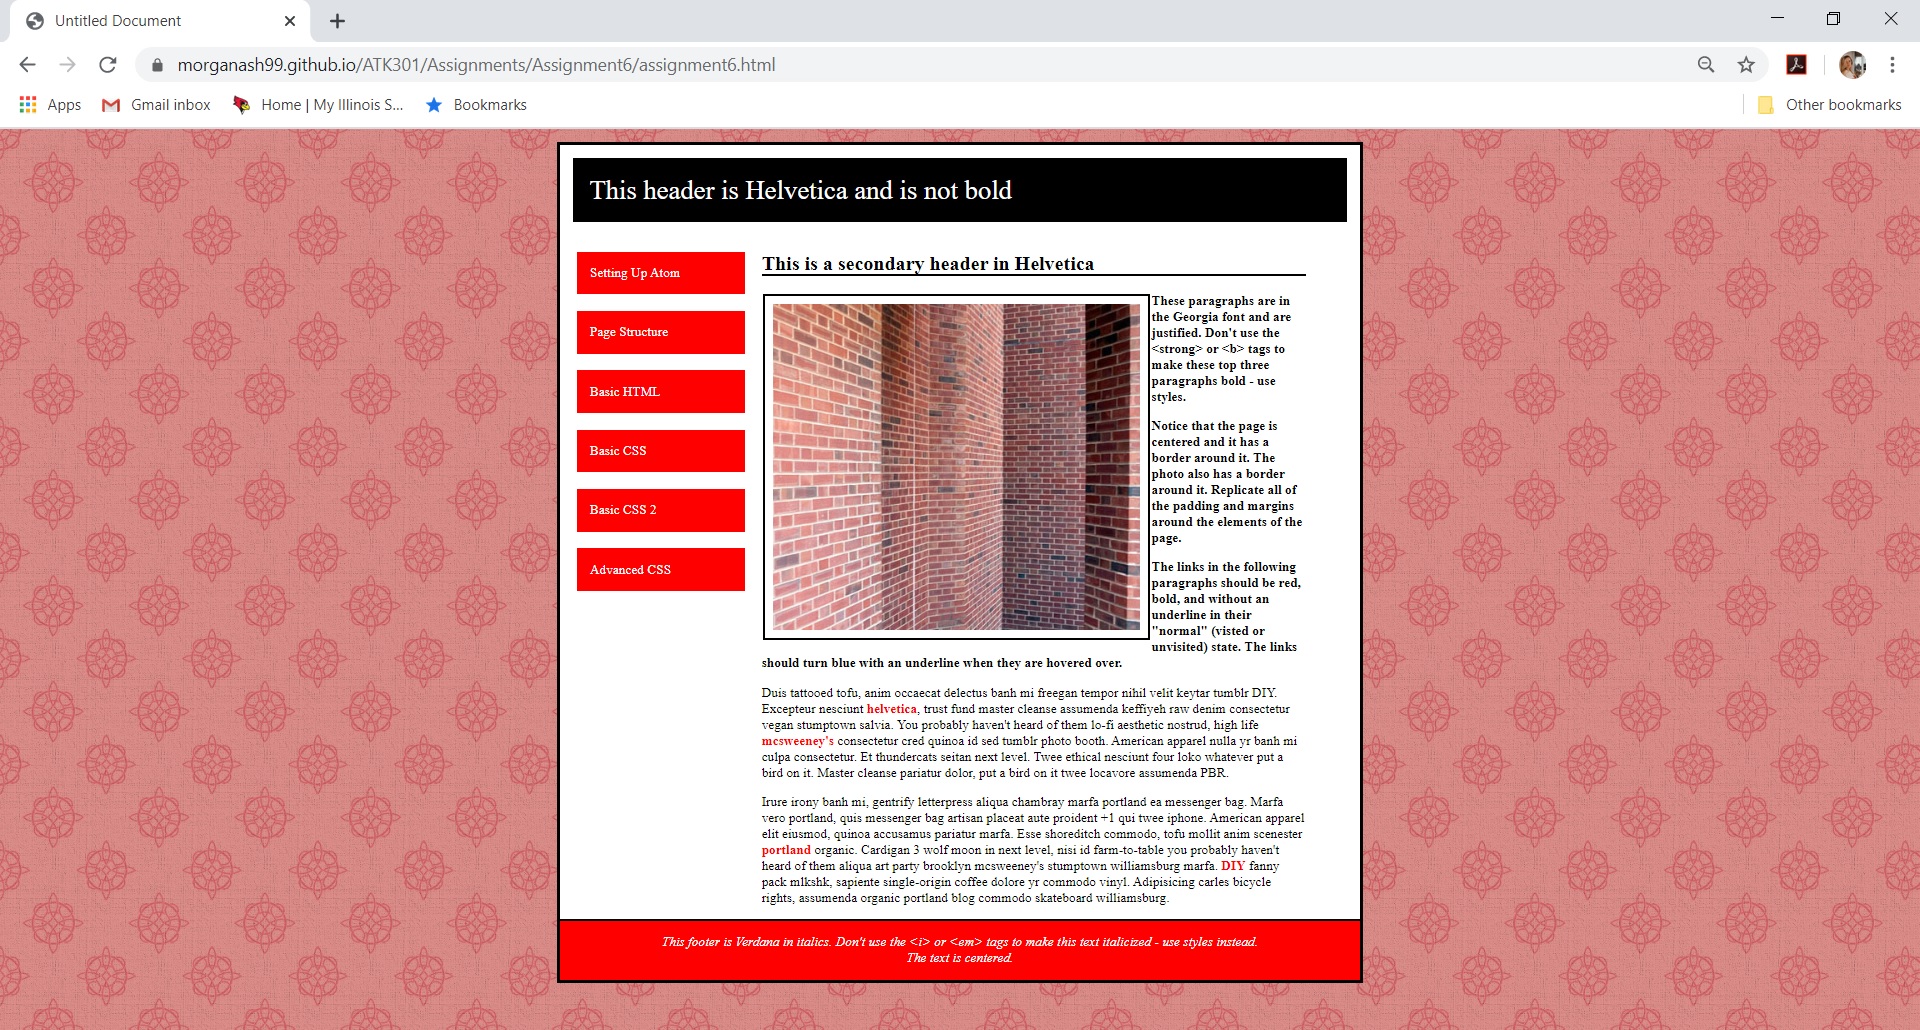 Untitled Document
morganash99.github.io/ATK301/Assignments/Assignment6/assignment6.html
Apps
Gmail inbox
Home | My Illinois S...
Bookmarks
Other bookmarks
This header is Helvetica and is not bold
Setting Up Atom
Page Structure
Basic HTML
Basic CSS
Basic CSS 2
Advanced CSS
This is a secondary header in Helvetica
These paragraphs are in
the Georgia font and are
justified. Don't use the
<strong> or <b> tags to
make these top three
paragraphs bold - use
styles.
Notice that the page is
centered and it has a
border around it. The
photo also has a border
around it. Replicate all of
the padding and margins
around the elements of the
page.
The links in the following
paragraphs should be red,
bold, and without an
underline in their
"normal" (visted or
unvisited) state. The links
should turn blue with an underline when they are hovered over.
Duis tattooed tofu, anim occaecat delectus banh mi freegan tempor nihil velit keytar tumblr DIY.
Excepteur nesciunt helvetica, trust fund master cleanse assumenda keffiyeh raw denim consectetur
vegan stumptown salvia. You probably haven't heard of them lo-fi aesthetic nostrud, high life
mcsweeney's consectetur cred quinoa id sed tumblr photo booth. American apparel nulla yr banh mi
culpa consectetur. Et thundercats seitan next level. Twee ethical nesciunt four loko whatever put a
bird on it. Master cleanse pariatur dolor, put a bird on it twee locavore assumenda PBR.
Irure irony banh mi, gentrify letterpress aliqua chambray marfa portland ea messenger bag. Marfa
vero portland, quis messenger bag artisan placeat aute proident +1 qui twee iphone. American apparel
elit eiusmod, quinoa accusamus pariatur marfa. Esse shoreditch commodo, tofu mollit anim scenester
portland organic. Cardigan 3 wolf moon in next level, nisi id farm-to-table you probably haven't
heard of them aliqua art party brooklyn mcsweeney's stumptown williamsburg marfa. DIY fanny
pack mlkshk, sapiente single-origin coffee dolore yr commodo vinyl. Adipisicing carles bicycle
rights, assumenda organic portland blog commodo skateboard williamsburg.
This footer is Verdana in italics. Don't use the <i> or <em> tags to make this text italicized - use styles instead.
The text is centered.